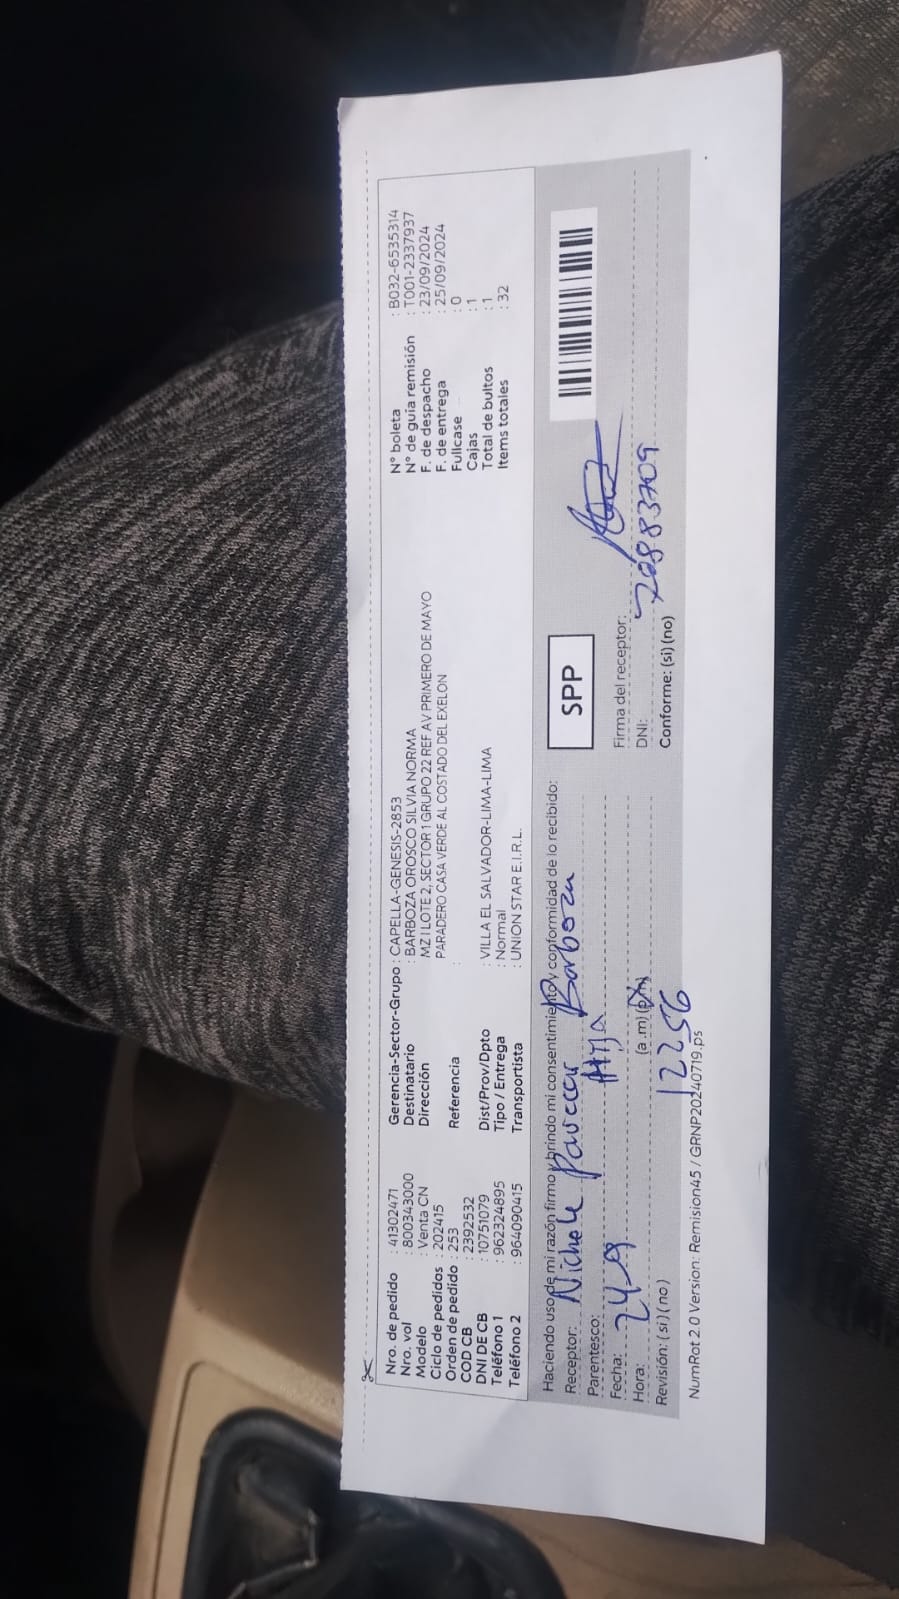 Nro. de pedido : 41302471
Nro. vol : 800343000
Modelo : Venta CN
Ciclo de pedidos : 202415
Orden de pedido : 253
COD CB : 2392532
DNI DE CB : 10751079
Teléfono 1 : 962324895
Teléfono 2 : 964090415
Gerencia-Sector-Grupo : CAPELLA-GENESIS-2853
Destinatario : BARBOZA OROSCO SILVIA NORMA
Dirección MZ I LOTE 2, SECTOR 1 GRUPO 22 REF AV PRIMERO DE MAYO
PARADERO CASA VERDE AL COSTADO DEL EXELON
Referencia :
Dist/Prov/Dpto : VILLA EL SALVADOR-LIMA-LIMA
Tipo / Entrega : Normal
Transportista : UNION STAR E.I.R.L.
N° boleta : B032-6535314
N° de guía remisión : T001-2337937
F. de despacho : 23/09/2024
F. de entrega : 25/09/2024
Fullcase : 0
Cajas : 1
Total de bultos : 1
Items totales : 32
Haciendo uso de mi razón firmo y brindo mi consentimiento y conformidad de lo recibido:
Receptor: Nichole Barboza
Parentesco: Hija
Fecha: 24-9
Hora: 1256 (a.m) (p.m)
Revisión: (si) (no)
SPP
Firma del receptor:
DNI: 70883709
Conforme: (si) (no)
NumRot 2.0 Version: Remision45 / GRNP20240719.ps